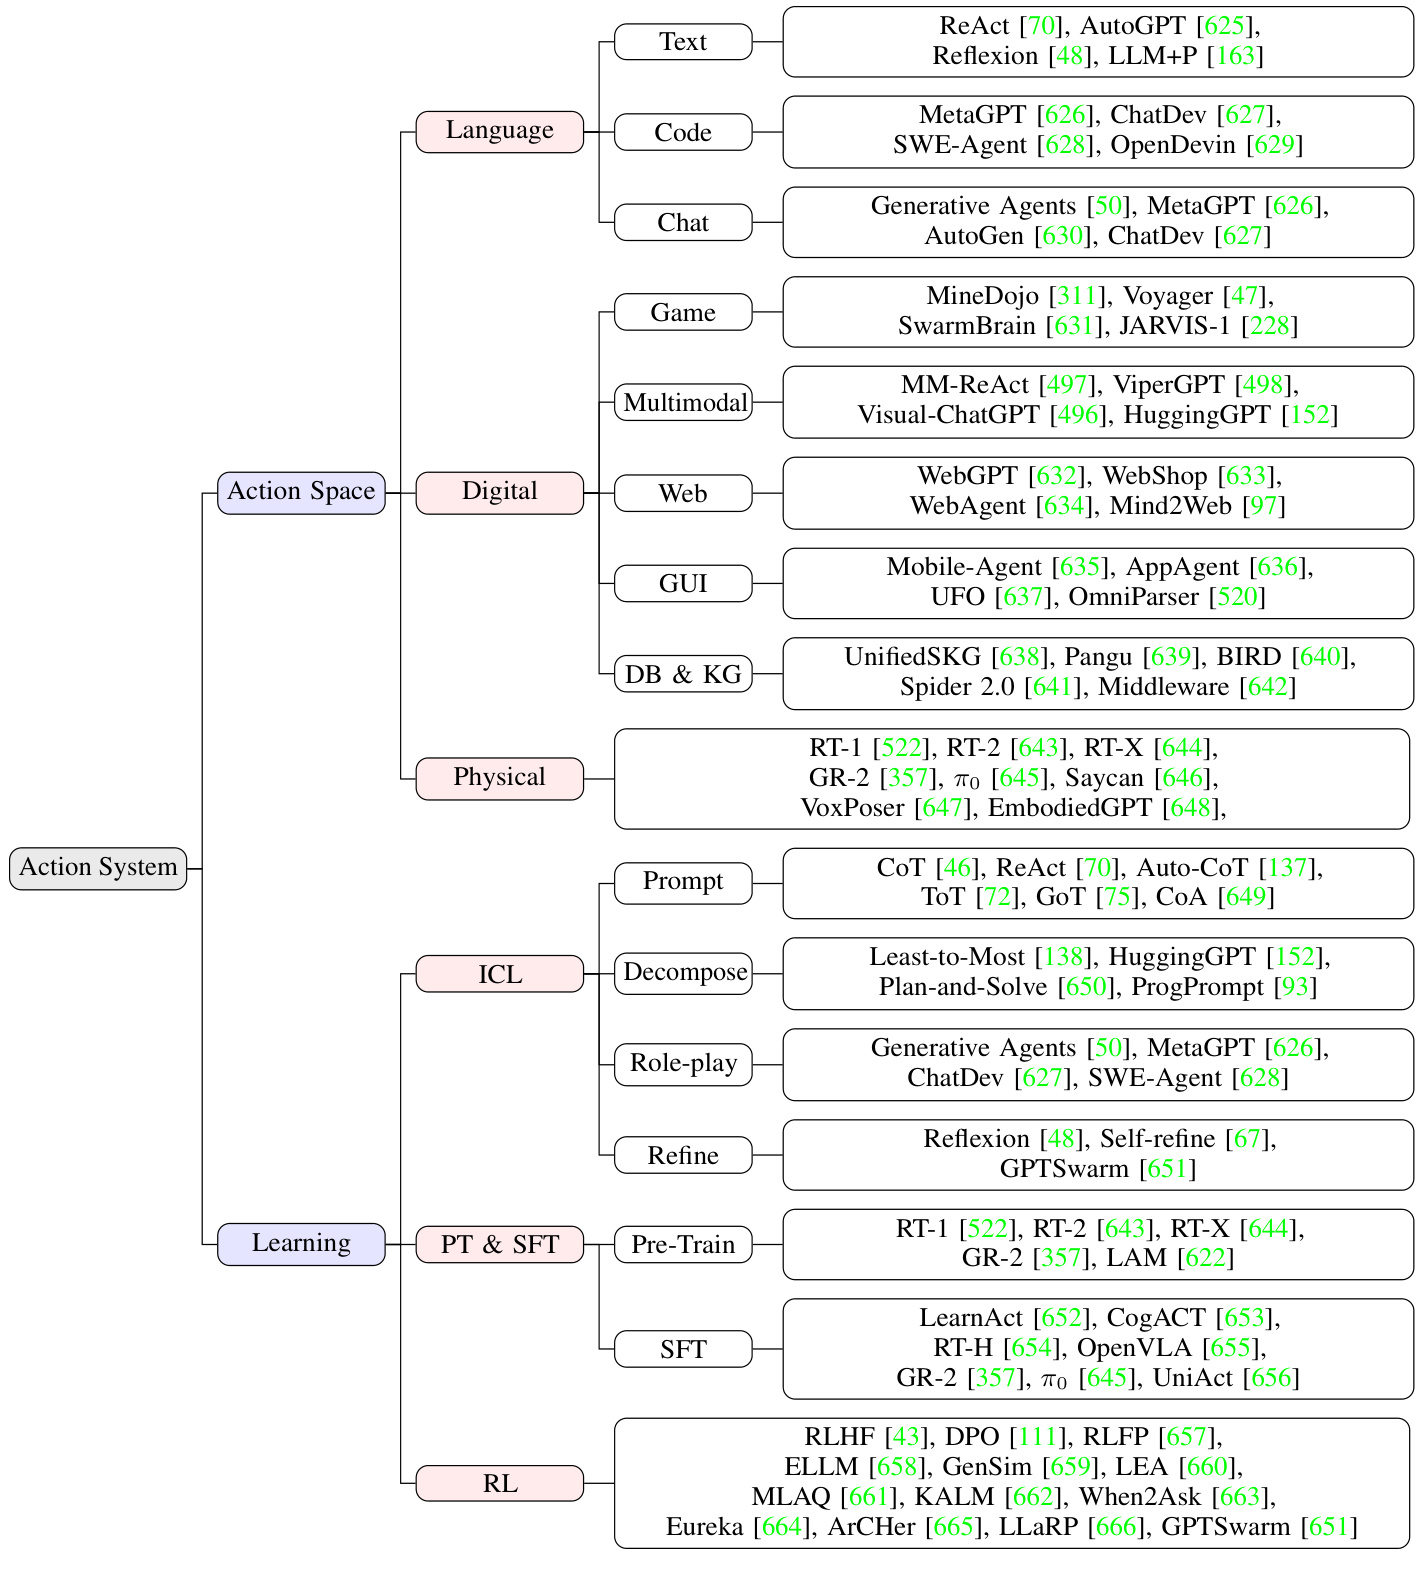 Action System
Action Space
Language
Text
ReAct [70], AutoGPT [625],
Reflexion [48], LLM+P [163]
Code
MetaGPT [626], ChatDev [627],
SWE-Agent [628], OpenDevin [629]
Chat
Generative Agents [50], MetaGPT [626],
AutoGen [630], ChatDev [627]
Digital
Game
MineDojo [311], Voyager [47],
SwarmBrain [631], JARVIS-1 [228]
Multimodal
MM-ReAct [497], ViperGPT [498],
Visual-ChatGPT [496], HuggingGPT [152]
Web
WebGPT [632], WebShop [633],
WebAgent [634], Mind2Web [97]
GUI
Mobile-Agent [635], AppAgent [636],
UFO [637], OmniParser [520]
DB & KG
UnifiedSKG [638], Pangu [639], BIRD [640],
Spider 2.0 [641], Middleware [642]
Physical
RT-1 [522], RT-2 [643], RT-X [644],
GR-2 [357], π₀ [645], Saycan [646],
VoxPoser [647], EmbodiedGPT [648],
Learning
ICL
Prompt
CoT [46], ReAct [70], Auto-CoT [137],
ToT [72], GoT [75], CoA [649]
Decompose
Least-to-Most [138], HuggingGPT [152],
Plan-and-Solve [650], ProgPrompt [93]
Role-play
Generative Agents [50], MetaGPT [626],
ChatDev [627], SWE-Agent [628]
Refine
Reflexion [48], Self-refine [67],
GPTSwarm [651]
PT & SFT
Pre-Train
RT-1 [522], RT-2 [643], RT-X [644],
GR-2 [357], LAM [622]
SFT
LearnAct [652], CogACT [653],
RT-H [654], OpenVLA [655],
GR-2 [357], π₀ [645], UniAct [656]
RL
RLHF [43], DPO [111], RLFP [657],
ELLM [658], GenSim [659], LEA [660],
MLAQ [661], KALM [662], When2Ask [663],
Eureka [664], ArCHer [665], LLaRP [666], GPTSwarm [651]